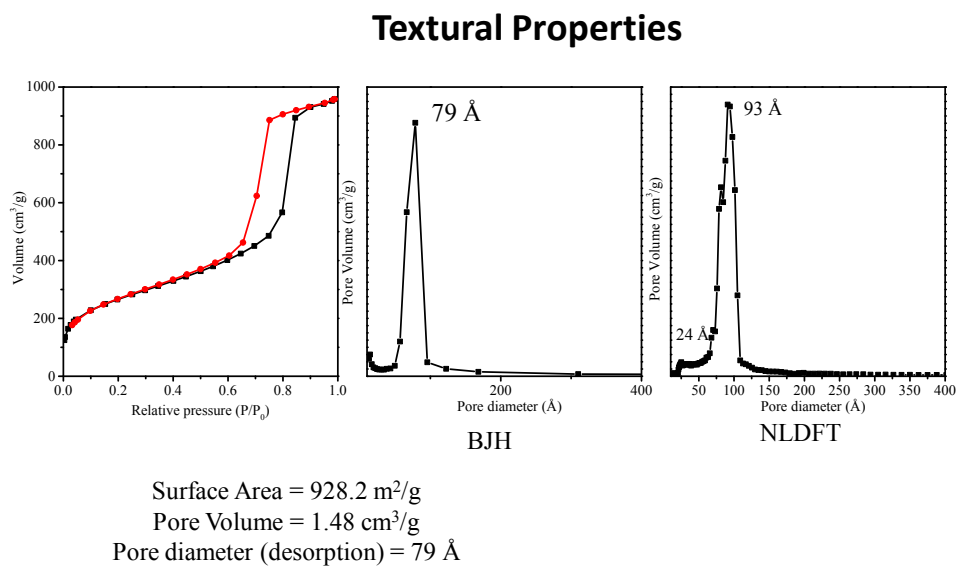 Textural Properties
Volume (cm³/g)
1000
800
600
400
200
0
0.0 0.2 0.4 0.6 0.8 1.0
Relative pressure (P/P₀)
Pore Volume (cm³/g)
79 Å
200 400
Pore diameter (Å)
BJH
Pore Volume (cm³/g)
93 Å
24 Å
50 100 150 200 250 300 350 400
Pore diameter (Å)
NLDFT
Surface Area = 928.2 m²/g
Pore Volume = 1.48 cm³/g
Pore diameter (desorption) = 79 Å